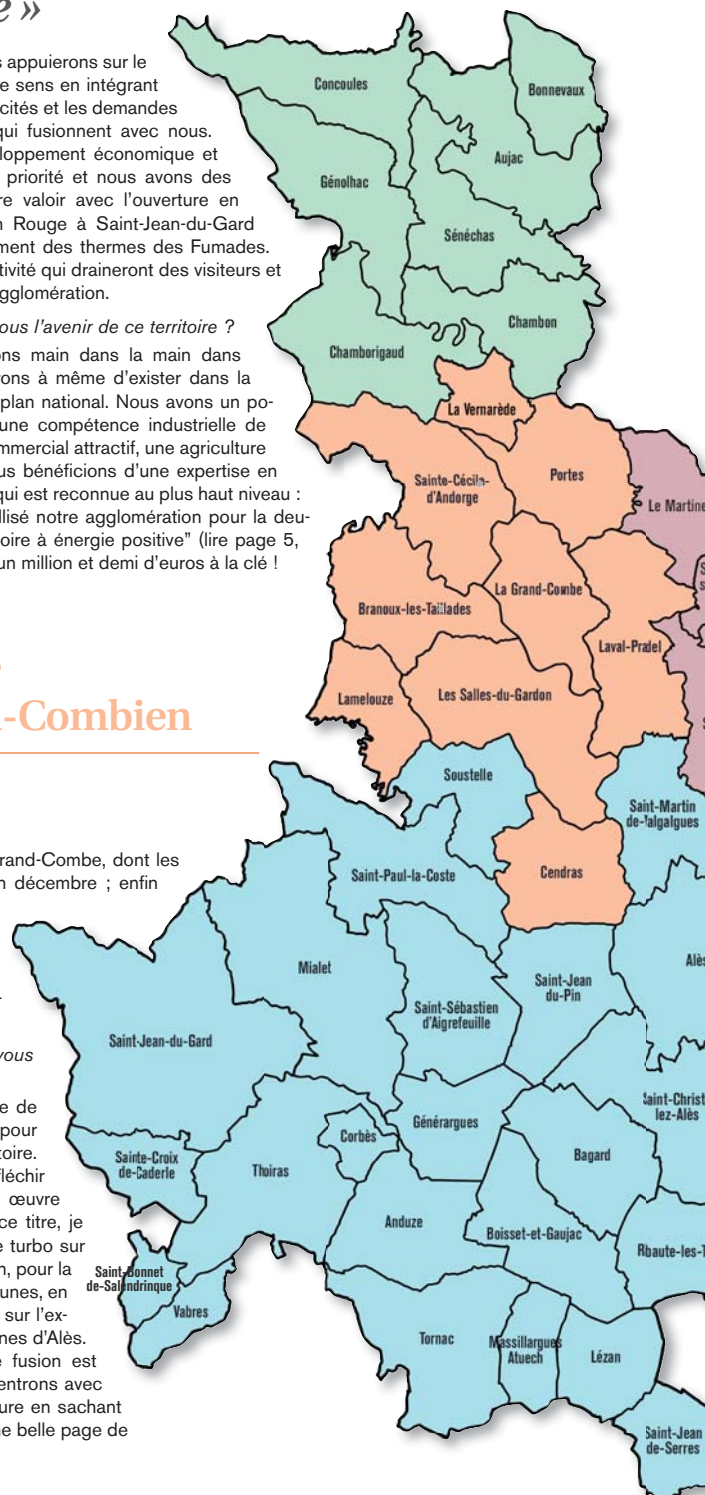 e »
s appuierons sur le
e sens en intégrant
cités et les demandes
qui fusionnent avec nous.
eloppement économique et
priorité et nous avons des
re valoir avec l'ouverture en
n Rouge à Saint-Jean-du-Gard
ment des thermes des Fumades.
tivité qui draineront des visiteurs et
gglomération.
ous l'avenir de ce territoire ?
ons main dans la main dans
rons à même d'exister dans la
plan national. Nous avons un po-
une compétence industrielle de
mmercial attractif, une agriculture
us bénéficions d'une expertise en
qui est reconnue au plus haut niveau :
llisé notre agglomération pour la deu-
oire à énergie positive" (lire page 5,
un million et demi d'euros à la clé !
-Combien
Grand-Combe, dont les
n décembre ; enfin
vous
e de
pour
toire.
fléchir
œuvre
ce titre, je
e turbo sur
n, pour la
unes, en
sur l'ex-
nes d'Alès.
e fusion est
entrons avec
ure en sachant
ne belle page de
Concoules
Bonnevaux
Aujac
Génolhac
Sénéchas
Chambon
Chamborigaud
La Vernarède
Sainte-Cécile-
d'Andorge
Portes
Le Martine
La Grand-Combe
Branoux-les-Taillades
Laval-Pradel
Lamelouze
Les Salles-du-Gardon
Soustelle
Saint-Martin
de-Valgalgues
Saint-Paul-la-Coste
Cendras
Alès
Mialet
Saint-Jean
du-Pin
Saint-Sébastien
d'Aigrefeuille
Saint-Jean-du-Gard
Saint-Christ
lez-Alès
Générargues
Corbès
Bagard
Sainte-Croix
de-Caderle
Thoiras
Anduze
Boisset-et-Gaujac
Ribaute-les-T
Saint-Bonnet
de-Salendrinque
Vabres
Tornac
Massillargues
Atuech
Lézan
Saint-Jean
de-Serres